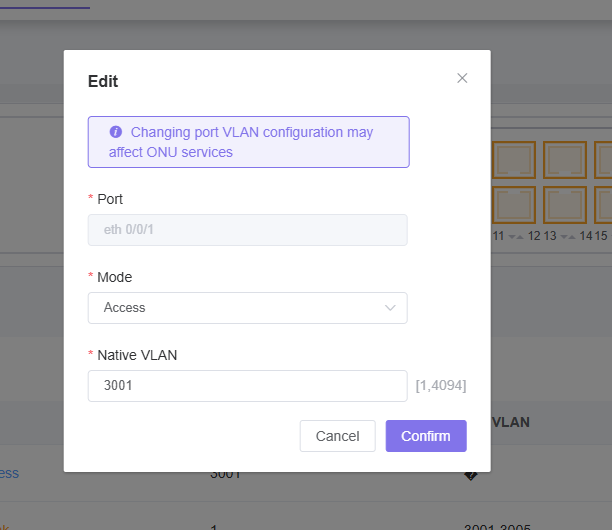 Edit
Changing port VLAN configuration may
affect ONU services
* Port
eth 0/0/1
* Mode
Access
* Native VLAN
3001 [1,4094]
Cancel Confirm
11 12 13 14 15
VLAN
3001
1 3001-3005